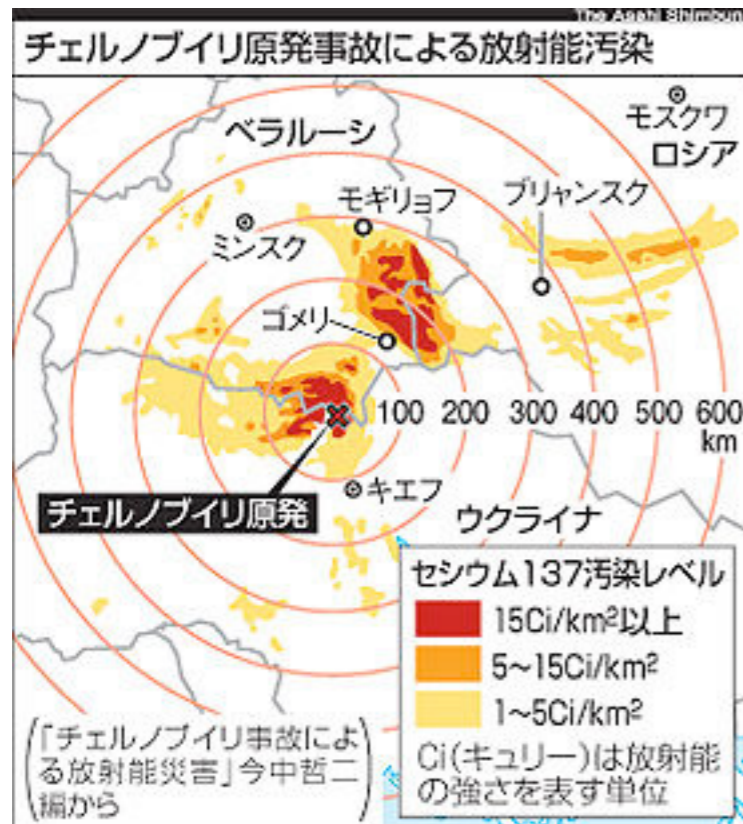 The Asahi Shimbun
チェルノブイリ原発事故による放射能汚染
モスクワ
ロシア
ベラルーシ
モギリョフ
ブリャンスク
ミンスク
ゴメリ
100 200 300 400 500 600
km
キエフ
チェルノブイリ原発
ウクライナ
セシウム137汚染レベル
15Ci/km²以上
5~15Ci/km²
1~5Ci/km²
Ci(キュリー)は放射能
の強さを表す単位
(「チェルノブイリ事故によ
る放射能災害」今中哲二
編から)